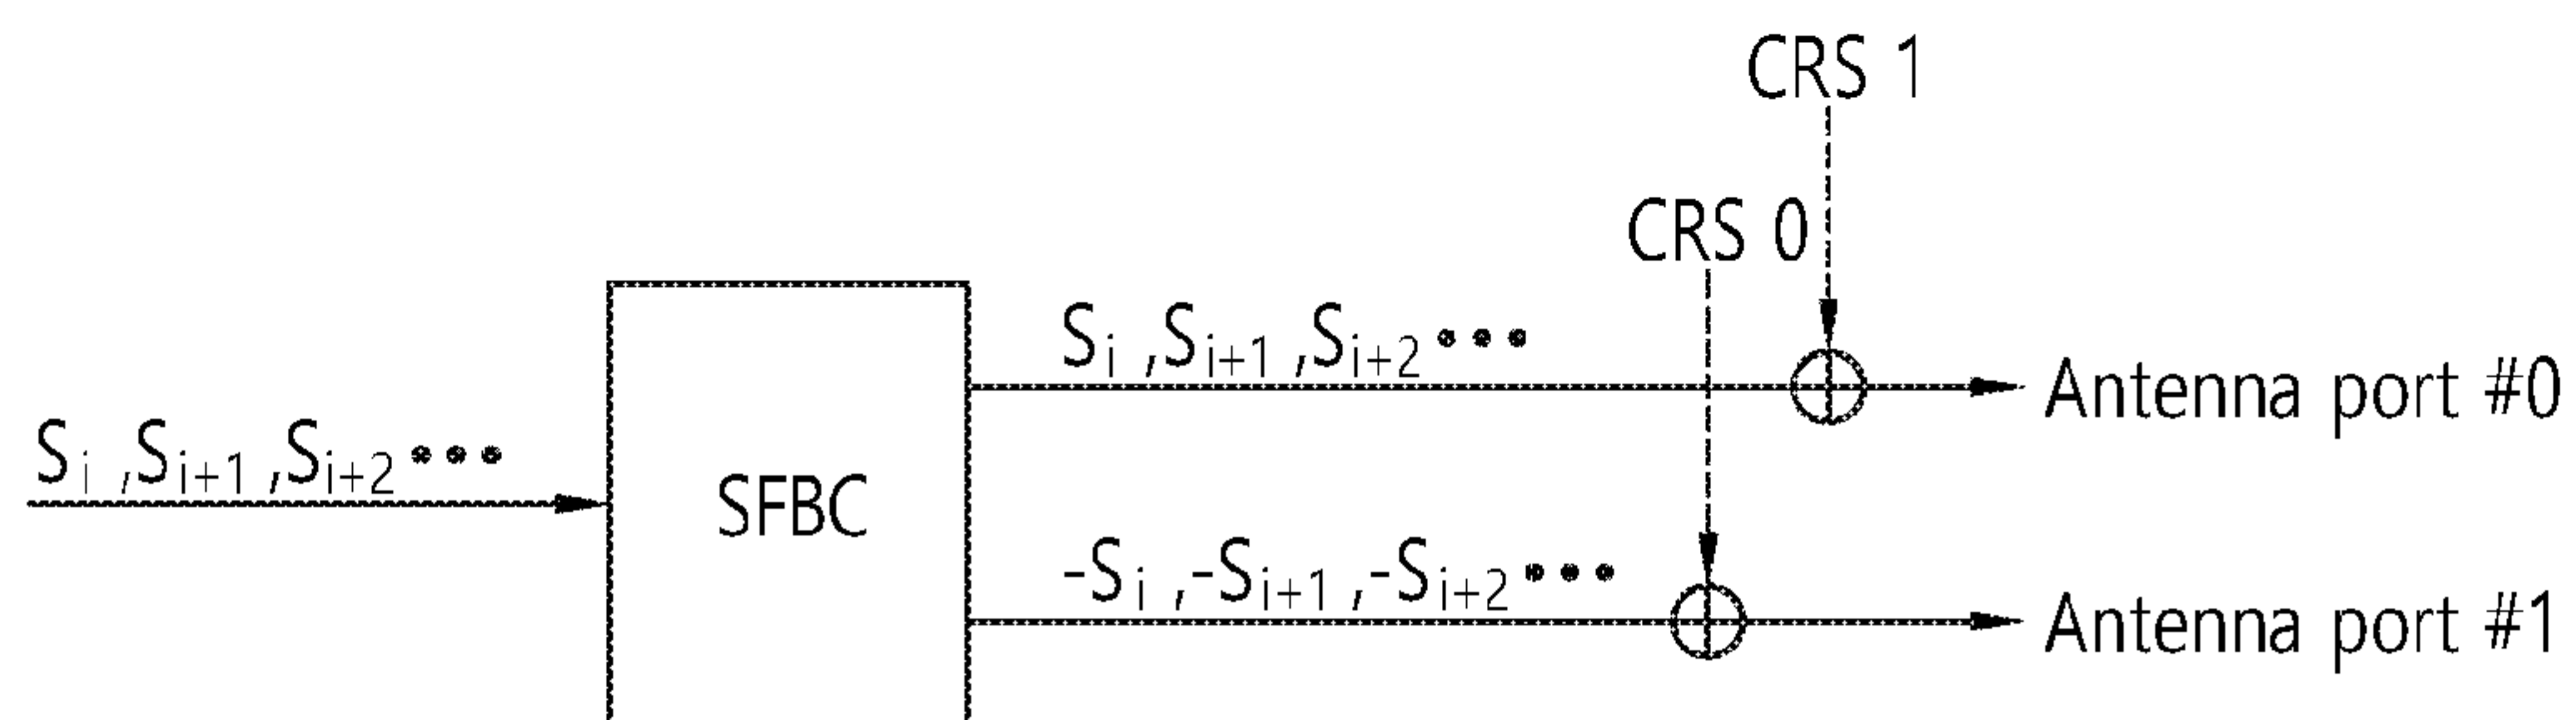 CRS 1
CRS 0
Si ,Si+1 ,Si+2 •••
Antenna port #0
Si ,Si+1 ,Si+2 •••
SFBC
-Si ,-Si+1 ,-Si+2 •••
Antenna port #1